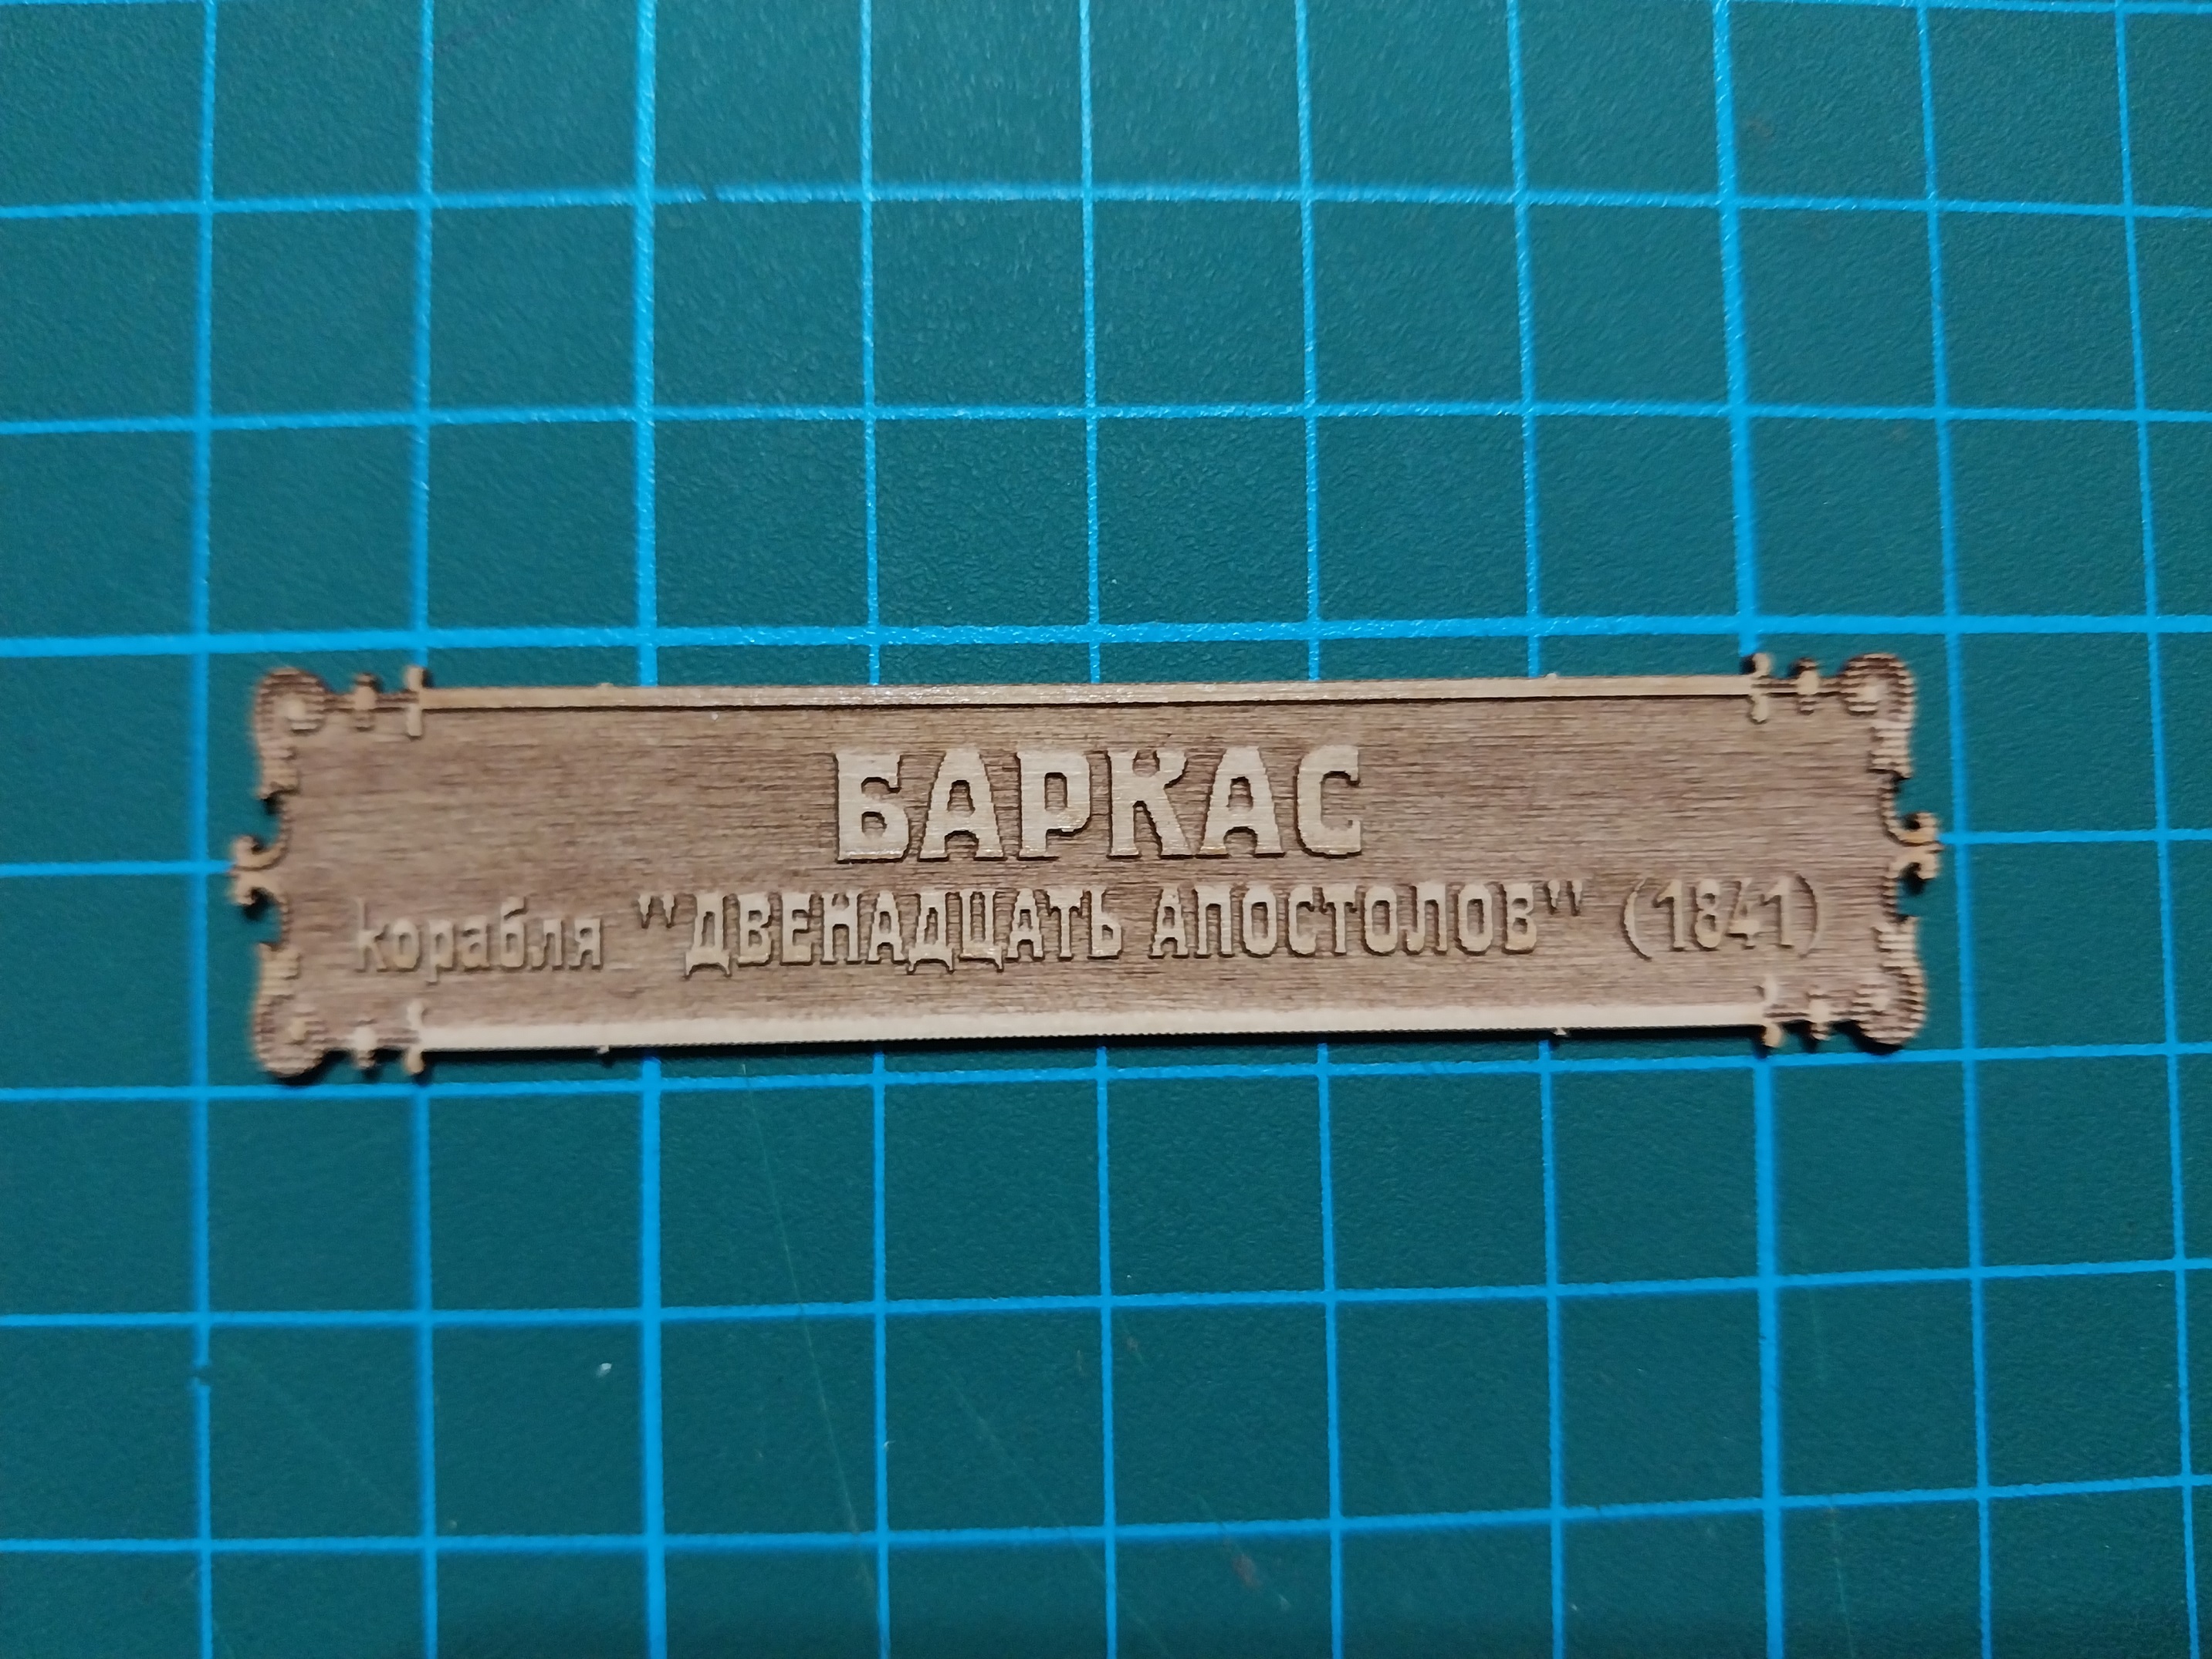 БАРКАС
корабля "ДВЕНАДЦАТЬ АПОСТОЛОВ" (1841)